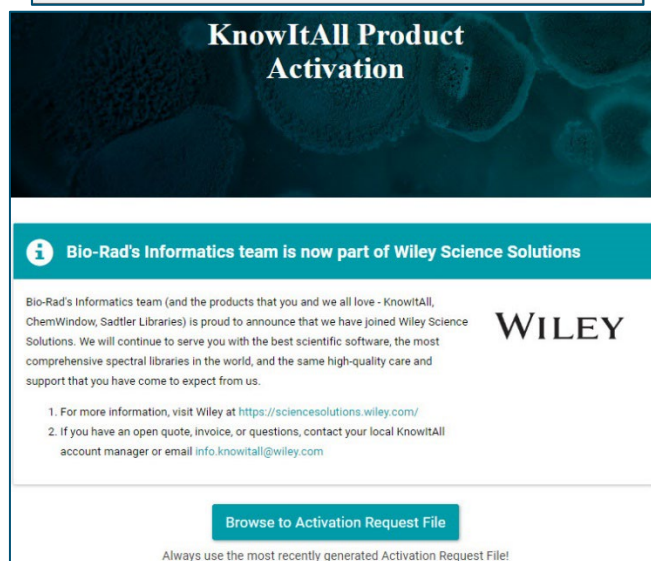 KnowItAll Product
Activation
Bio-Rad's Informatics team is now part of Wiley Science Solutions
Bio-Rad's Informatics team (and the products that you and we all love - KnowItAll,
ChemWindow, Sadtler Libraries) is proud to announce that we have joined Wiley Science
Solutions. We will continue to serve you with the best scientific software, the most
comprehensive spectral libraries in the world, and the same high-quality care and
support that you have come to expect from us.
WILEY
1. For more information, visit Wiley at https://sciencesolutions.wiley.com/
2. If you have an open quote, invoice, or questions, contact your local KnowItAll
account manager or email info.knowitall@wiley.com
Browse to Activation Request File
Always use the most recently generated Activation Request File!